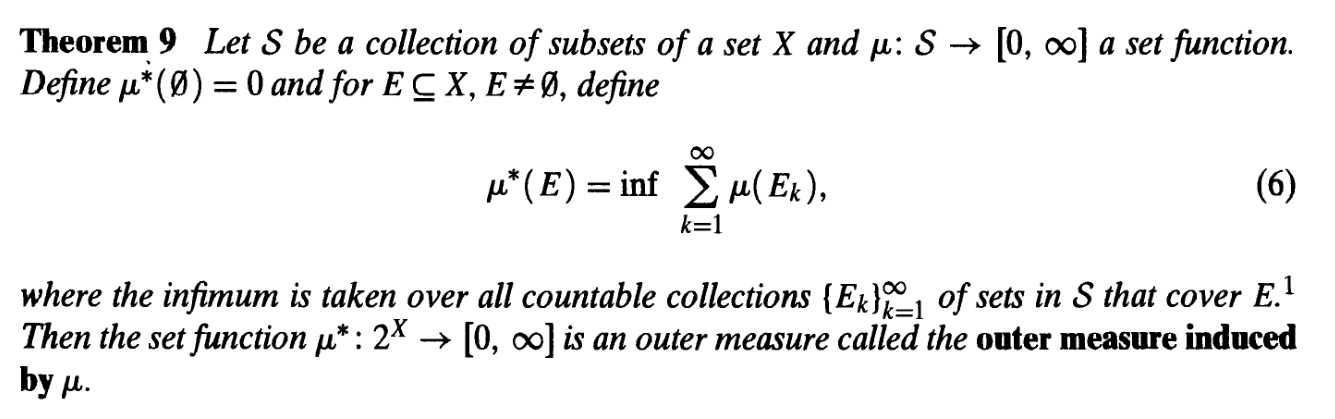 Theorem 9 Let S be a collection of subsets of a set X and μ: S → [0, ∞] a set function.
Define μ*(∅) = 0 and for E ⊆ X, E ≠ ∅, define
μ*(E) = inf ∑_{k=1}^{∞} μ(E_k), (6)
where the infimum is taken over all countable collections {E_k}_{k=1}^{∞} of sets in S that cover E.¹
Then the set function μ*: 2^X → [0, ∞] is an outer measure called the outer measure induced
by μ.